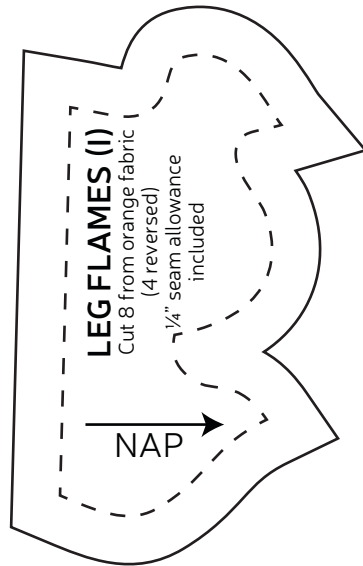 LEG FLAMES (I)
Cut 8 from orange fabric
(4 reversed)
¼" seam allowance
included
NAP